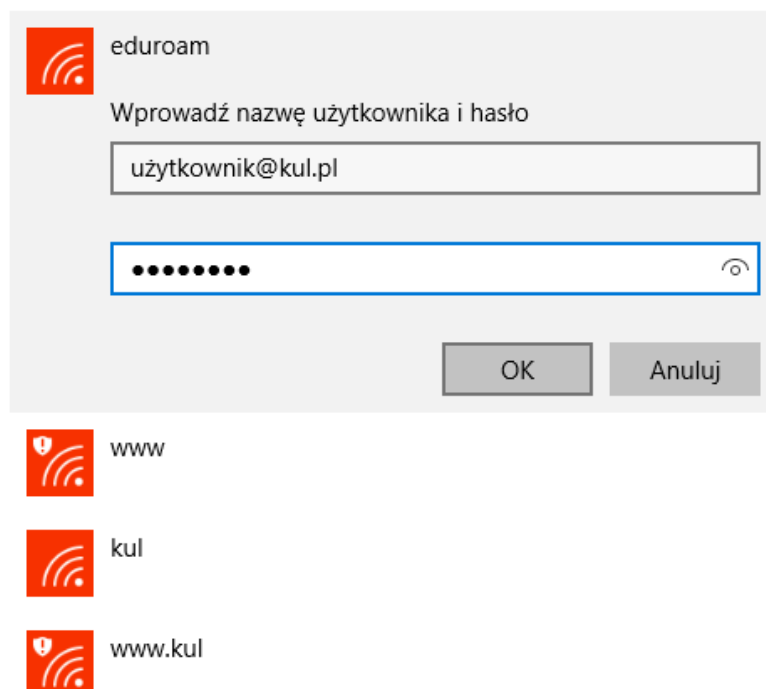 eduroam
Wprowadź nazwę użytkownika i hasło
użytkownik@kul.pl
●●●●●●●●
OK Anuluj
www
kul
www.kul